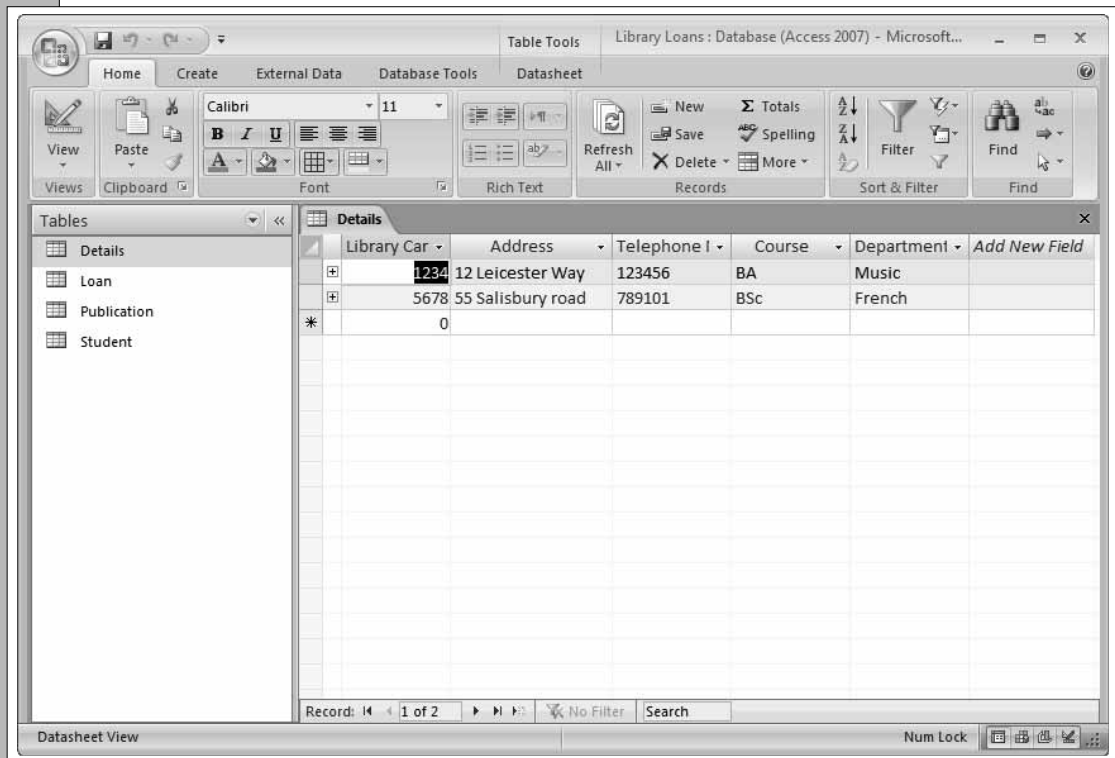 Table Tools Library Loans : Database (Access 2007) - Microsoft...
Home Create External Data Database Tools Datasheet
View
Paste
Calibri 11
B I U
A
Refresh All
New
Save
Delete
Σ Totals
Spelling
More
Filter
Find
Views Clipboard Font Rich Text Records Sort & Filter Find
Tables
Details
Loan
Publication
Student
Details
Library Car Address Telephone Course Department Add New Field
1234 12 Leicester Way 123456 BA Music
5678 55 Salisbury road 789101 BSc French
* 0
Record: 1 of 2 No Filter Search
Datasheet View Num Lock